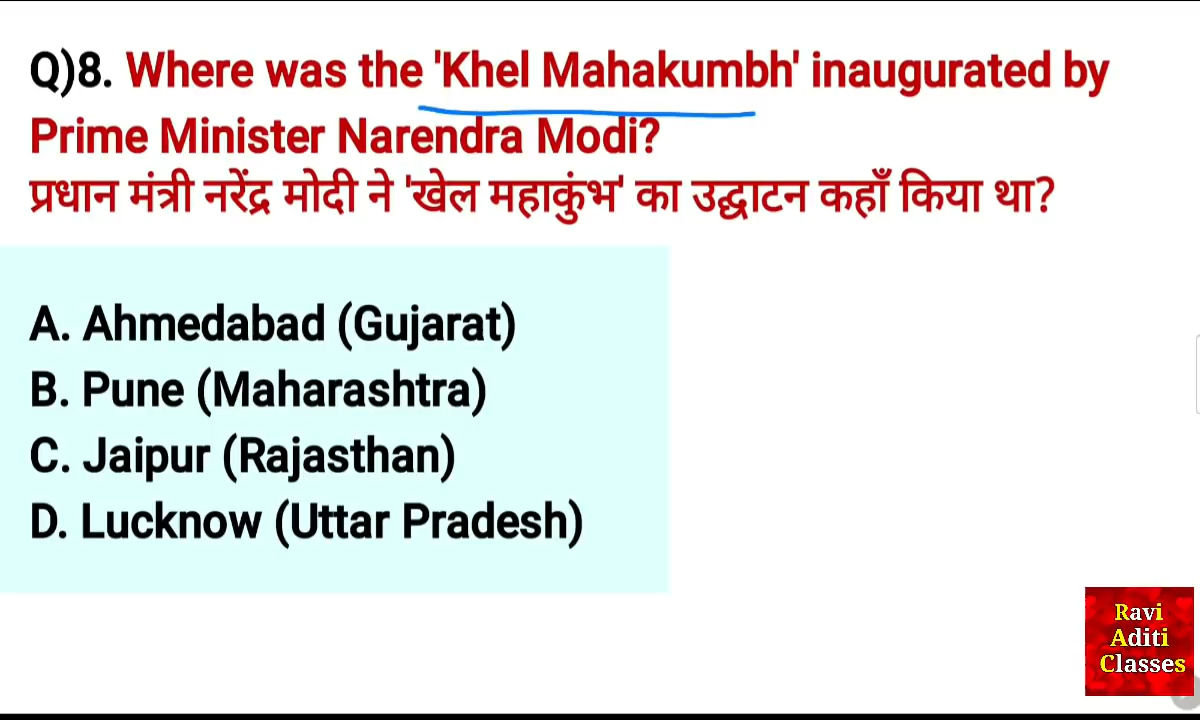 Q)8. Where was the 'Khel Mahakumbh' inaugurated by
Prime Minister Narendra Modi?
प्रधान मंत्री नरेंद्र मोदी ने 'खेल महाकुंभ' का उद्घाटन कहाँ किया था?
A. Ahmedabad (Gujarat)
B. Pune (Maharashtra)
C. Jaipur (Rajasthan)
D. Lucknow (Uttar Pradesh)
Ravi
Aditi
Classes